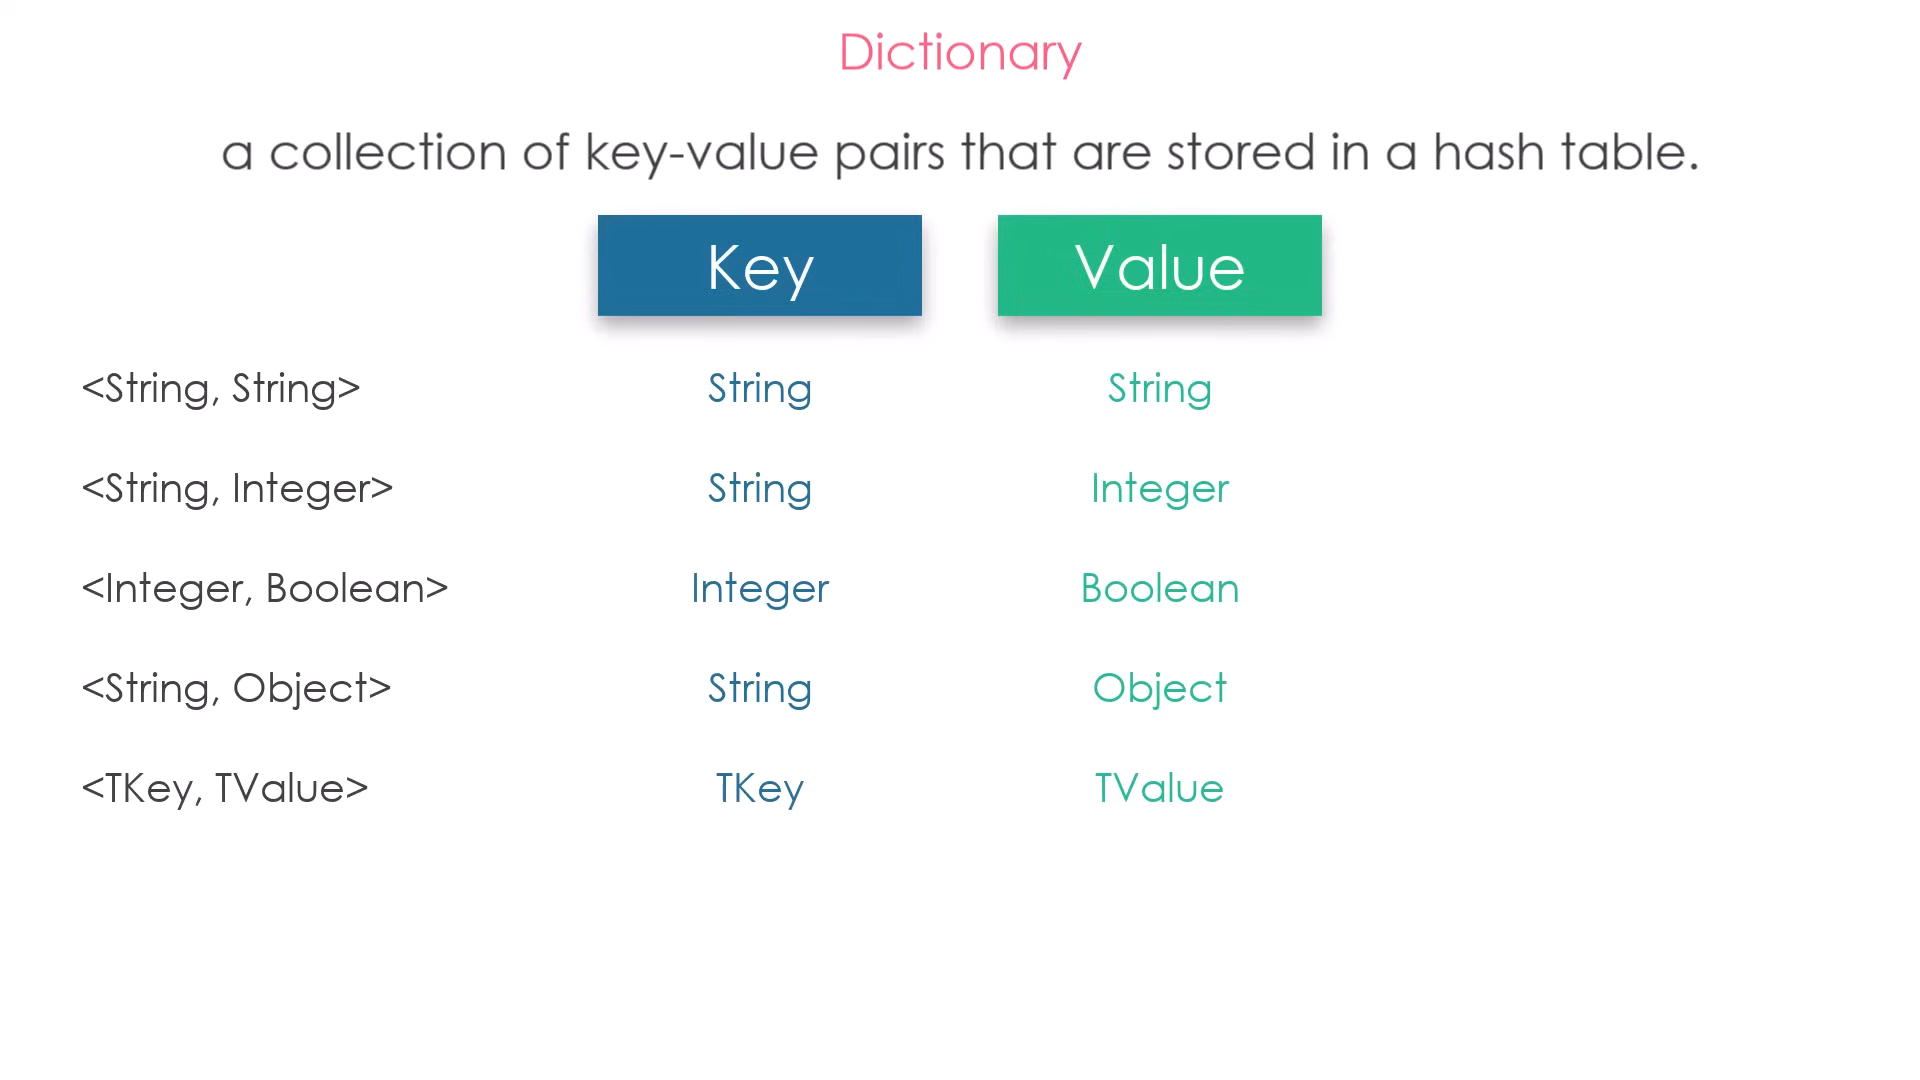 Dictionary
a collection of key-value pairs that are stored in a hash table.
Key Value
<String, String> String String
<String, Integer> String Integer
<Integer, Boolean> Integer Boolean
<String, Object> String Object
<TKey, TValue> TKey TValue